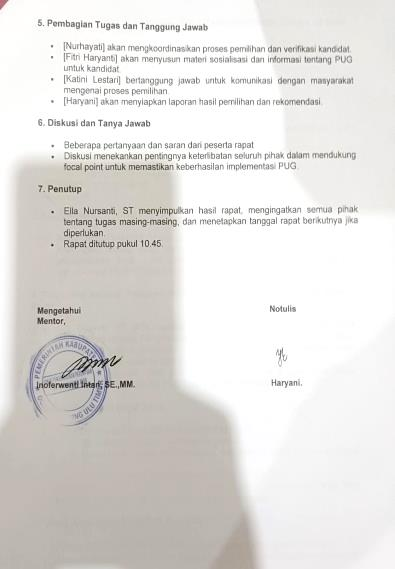 5. Pembagian Tugas dan Tanggung Jawab
• [Nurhayati] akan mengkoordinasikan proses pemilihan dan verifikasi kandidat.
• [Fitri Haryanti] akan menyusun materi sosialisasi dan informasi tentang PUG
untuk kandidat.
• [Katini Lestari] bertanggung jawab untuk komunikasi dengan masyarakat
mengenai proses pemilihan.
• [Haryani] akan menyiapkan laporan hasil pemilihan dan rekomendasi.
6. Diskusi dan Tanya Jawab
• Beberapa pertanyaan dan saran dari peserta rapat
• Diskusi menekankan pentingnya keterlibatan seluruh pihak dalam mendukung
focal point untuk memastikan keberhasilan implementasi PUG.
7. Penutup
• Ella Nursanti, ST menyimpulkan hasil rapat, mengingatkan semua pihak
tentang tugas masing-masing, dan menetapkan tanggal rapat berikutnya jika
diperlukan.
• Rapat ditutup pukul 10.45.
Mengetahui
Mentor,
Notulis
PEMERINTAH KABUPAT
ULU TIM
Inoferwenti Intan, SE.,MM.
Haryani.